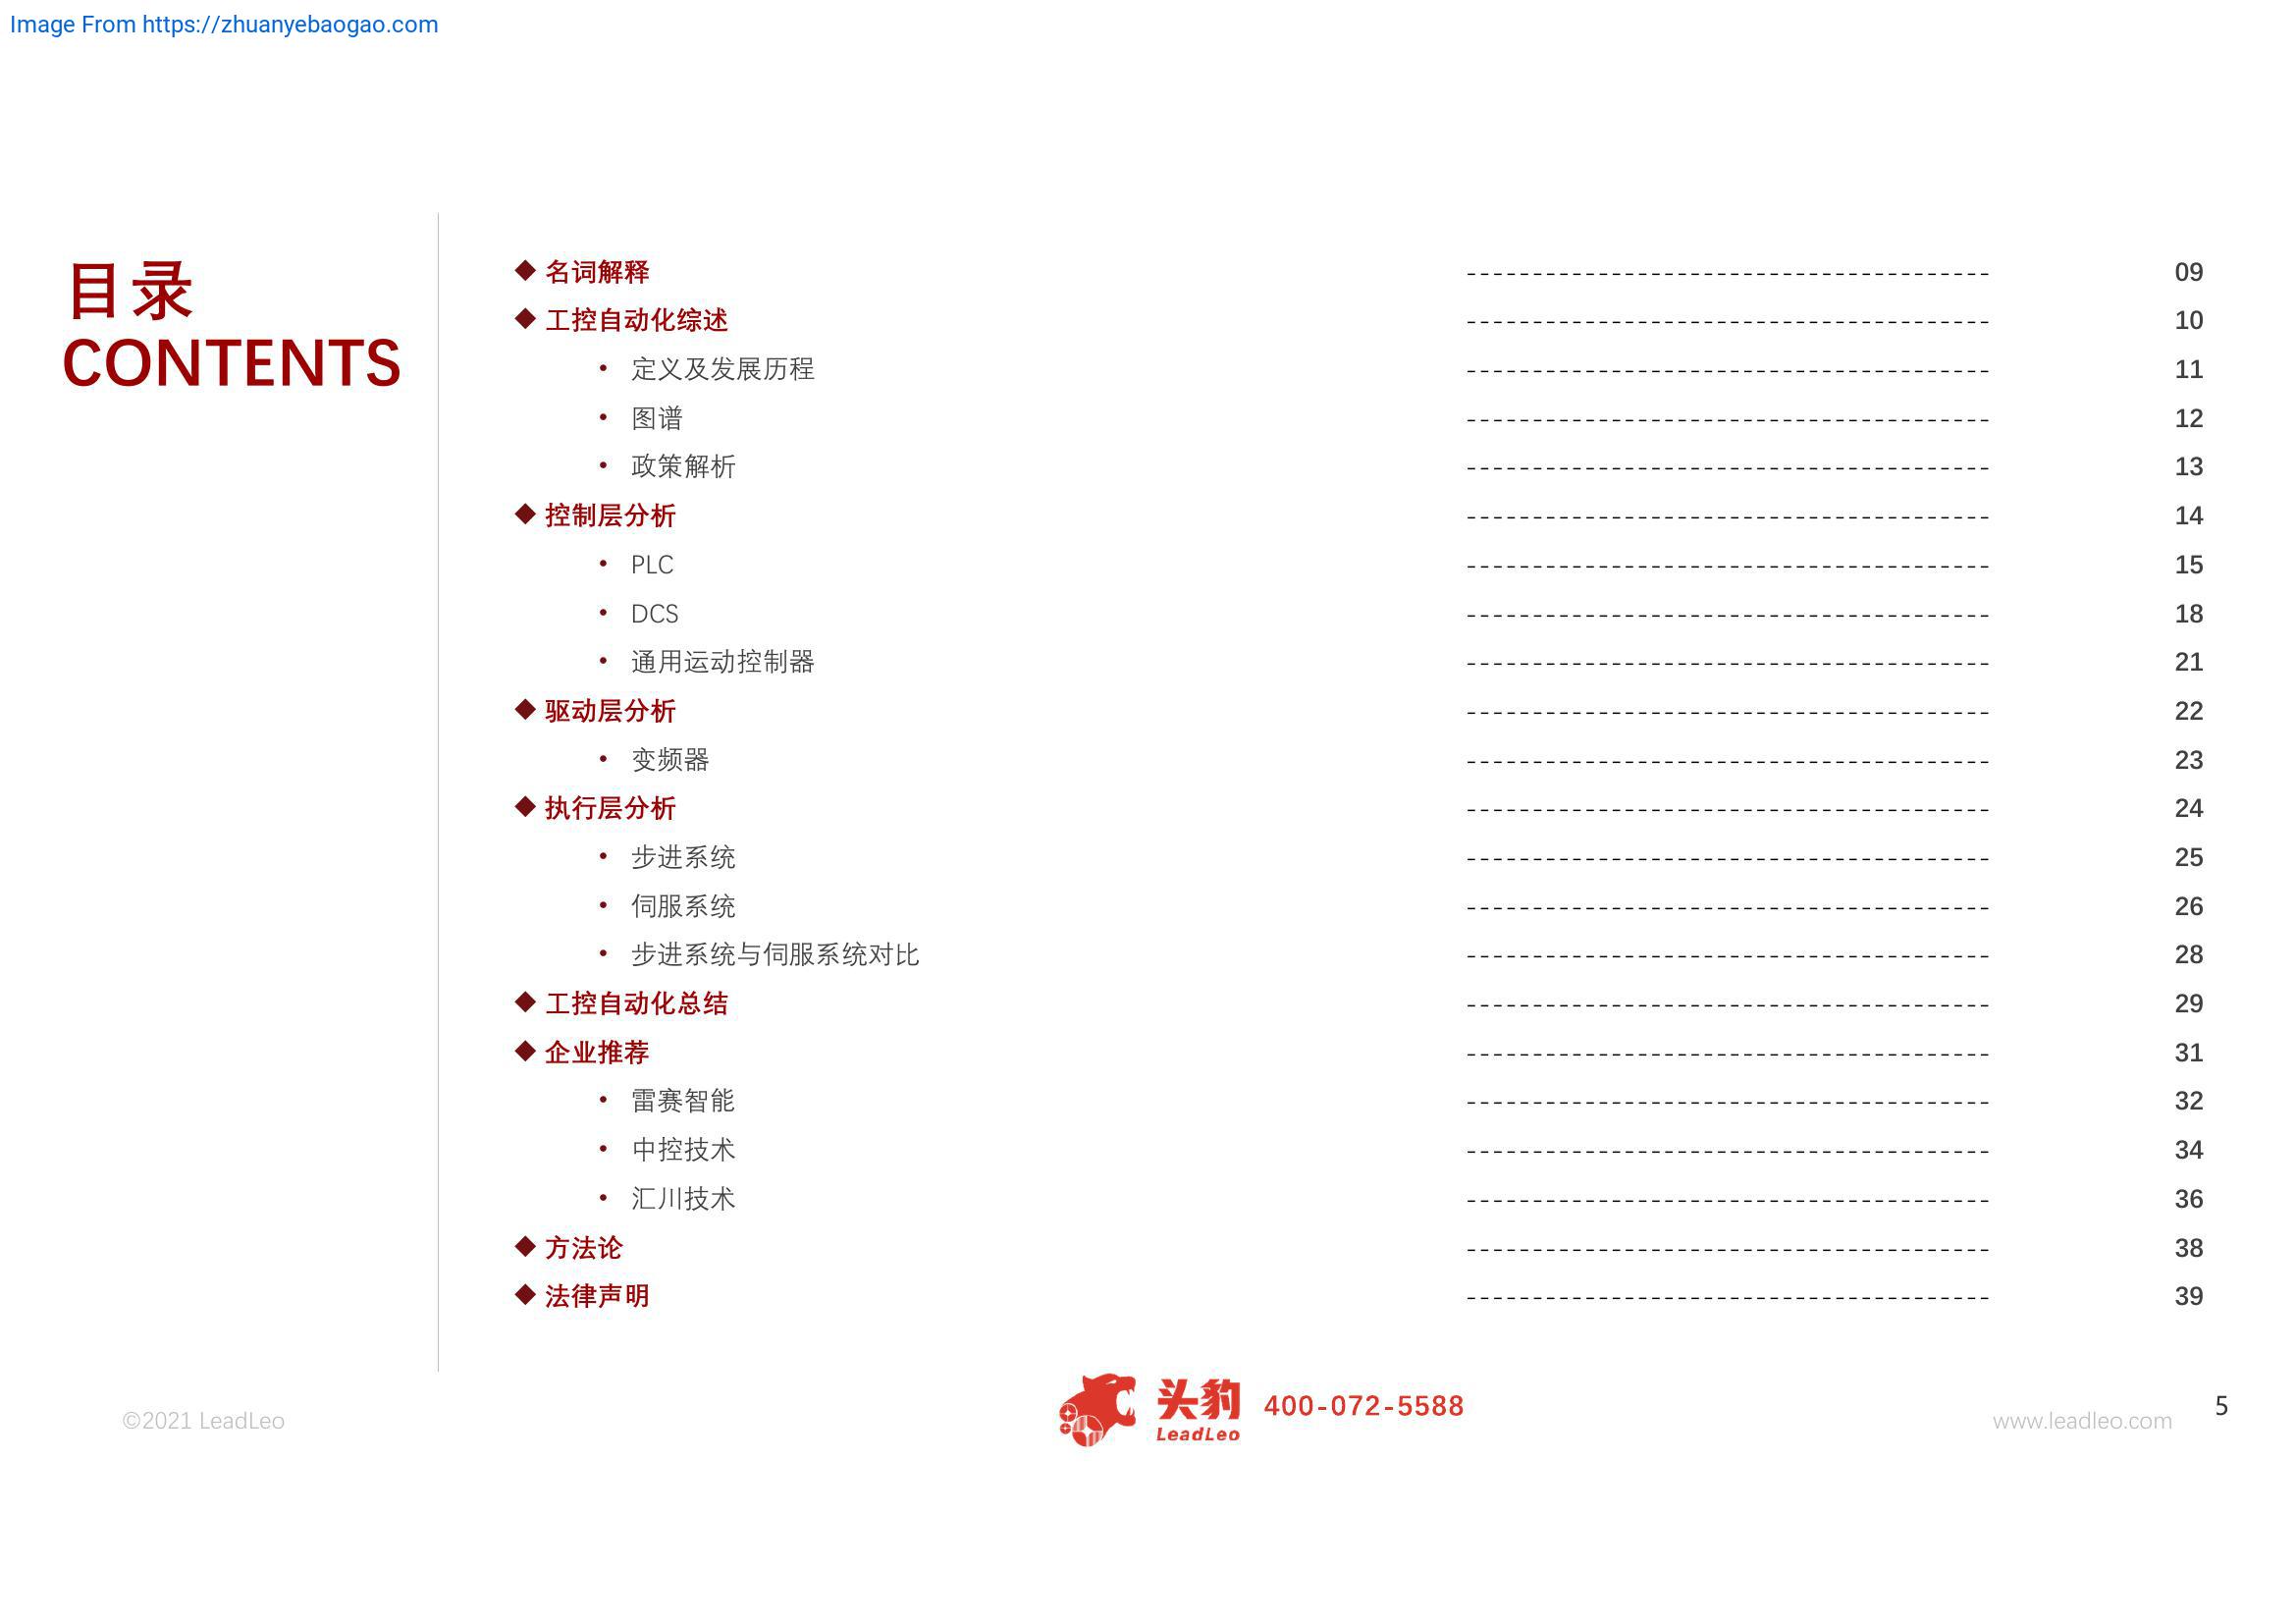 Image From https://zhuanyebaogao.com
目录
CONTENTS
◆ 名词解释 ---------------------------------------- 09
◆ 工控自动化综述 ---------------------------------------- 10
• 定义及发展历程 ---------------------------------------- 11
• 图谱 ---------------------------------------- 12
• 政策解析 ---------------------------------------- 13
◆ 控制层分析 ---------------------------------------- 14
• PLC ---------------------------------------- 15
• DCS ---------------------------------------- 18
• 通用运动控制器 ---------------------------------------- 21
◆ 驱动层分析 ---------------------------------------- 22
• 变频器 ---------------------------------------- 23
◆ 执行层分析 ---------------------------------------- 24
• 步进系统 ---------------------------------------- 25
• 伺服系统 ---------------------------------------- 26
• 步进系统与伺服系统对比 ---------------------------------------- 28
◆ 工控自动化总结 ---------------------------------------- 29
◆ 企业推荐 ---------------------------------------- 31
• 雷赛智能 ---------------------------------------- 32
• 中控技术 ---------------------------------------- 34
• 汇川技术 ---------------------------------------- 36
◆ 方法论 ---------------------------------------- 38
◆ 法律声明 ---------------------------------------- 39
©2021 LeadLeo
头豹
LeadLeo
400-072-5588
www.leadleo.com
5